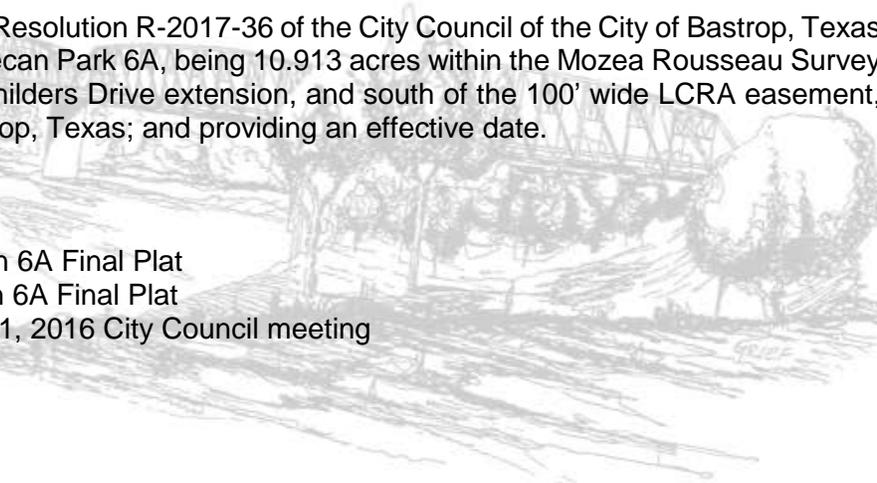 Resolution R-2017-36 of the City Council of the City of Bastrop, Texas
ecan Park 6A, being 10.913 acres within the Mozea Rousseau Survey
hilders Drive extension, and south of the 100’ wide LCRA easement,
op, Texas; and providing an effective date.
n 6A Final Plat
n 6A Final Plat
1, 2016 City Council meeting